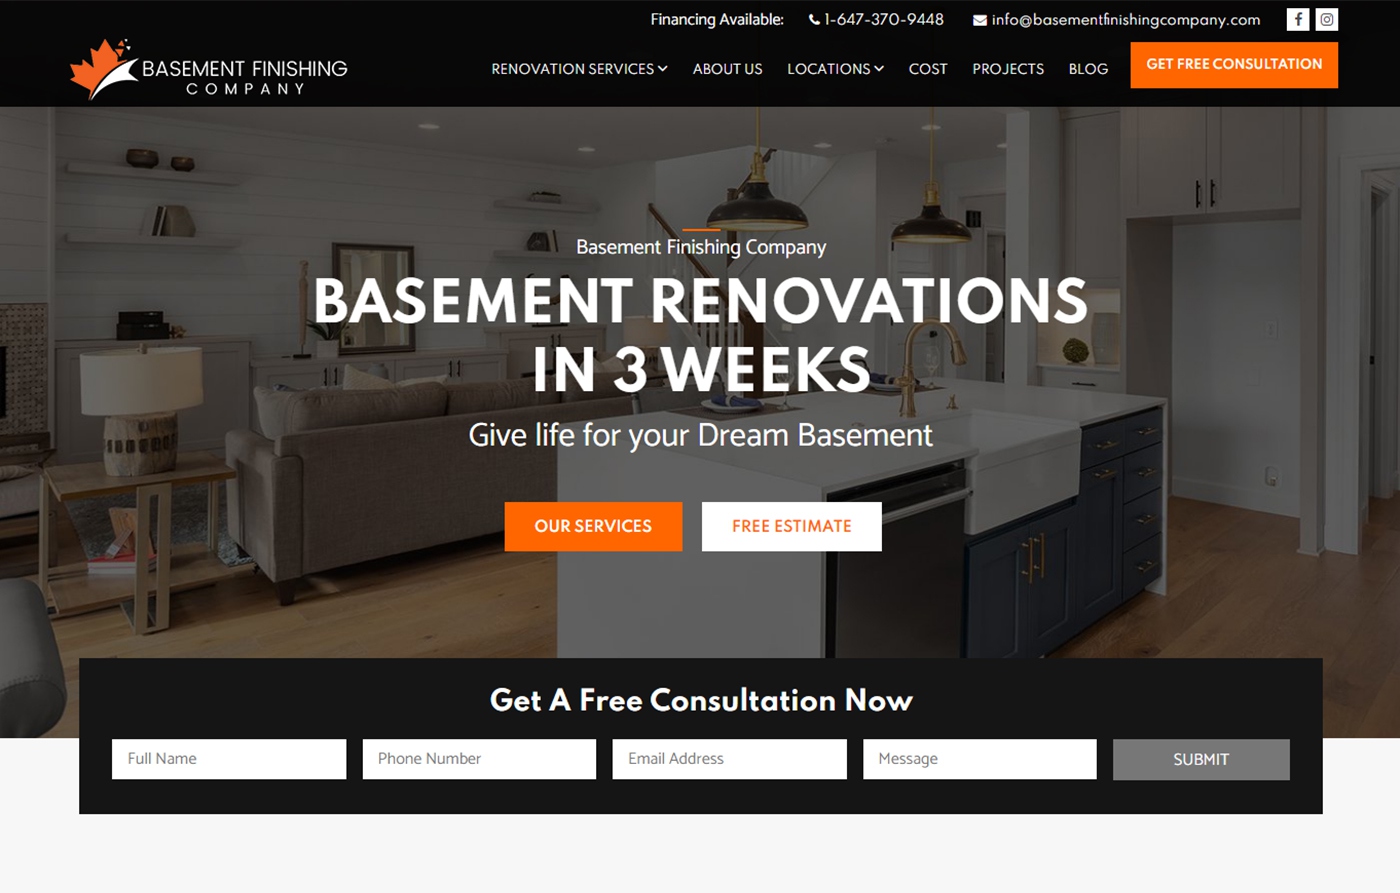 Financing Available: 1-647-370-9448 info@basementfinishingcompany.com
BASEMENT FINISHING
COMPANY
RENOVATION SERVICES ABOUT US LOCATIONS COST PROJECTS BLOG GET FREE CONSULTATION
Basement Finishing Company
BASEMENT RENOVATIONS
IN 3 WEEKS
Give life for your Dream Basement
OUR SERVICES FREE ESTIMATE
Get A Free Consultation Now
Full Name Phone Number Email Address Message SUBMIT